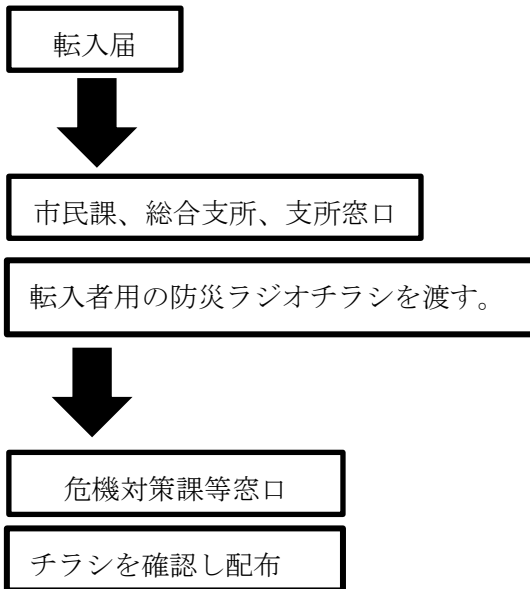 転入届
市民課、総合支所、支所窓口
転入者用の防災ラジオチラシを渡す。
危機対策課等窓口
チラシを確認し配布